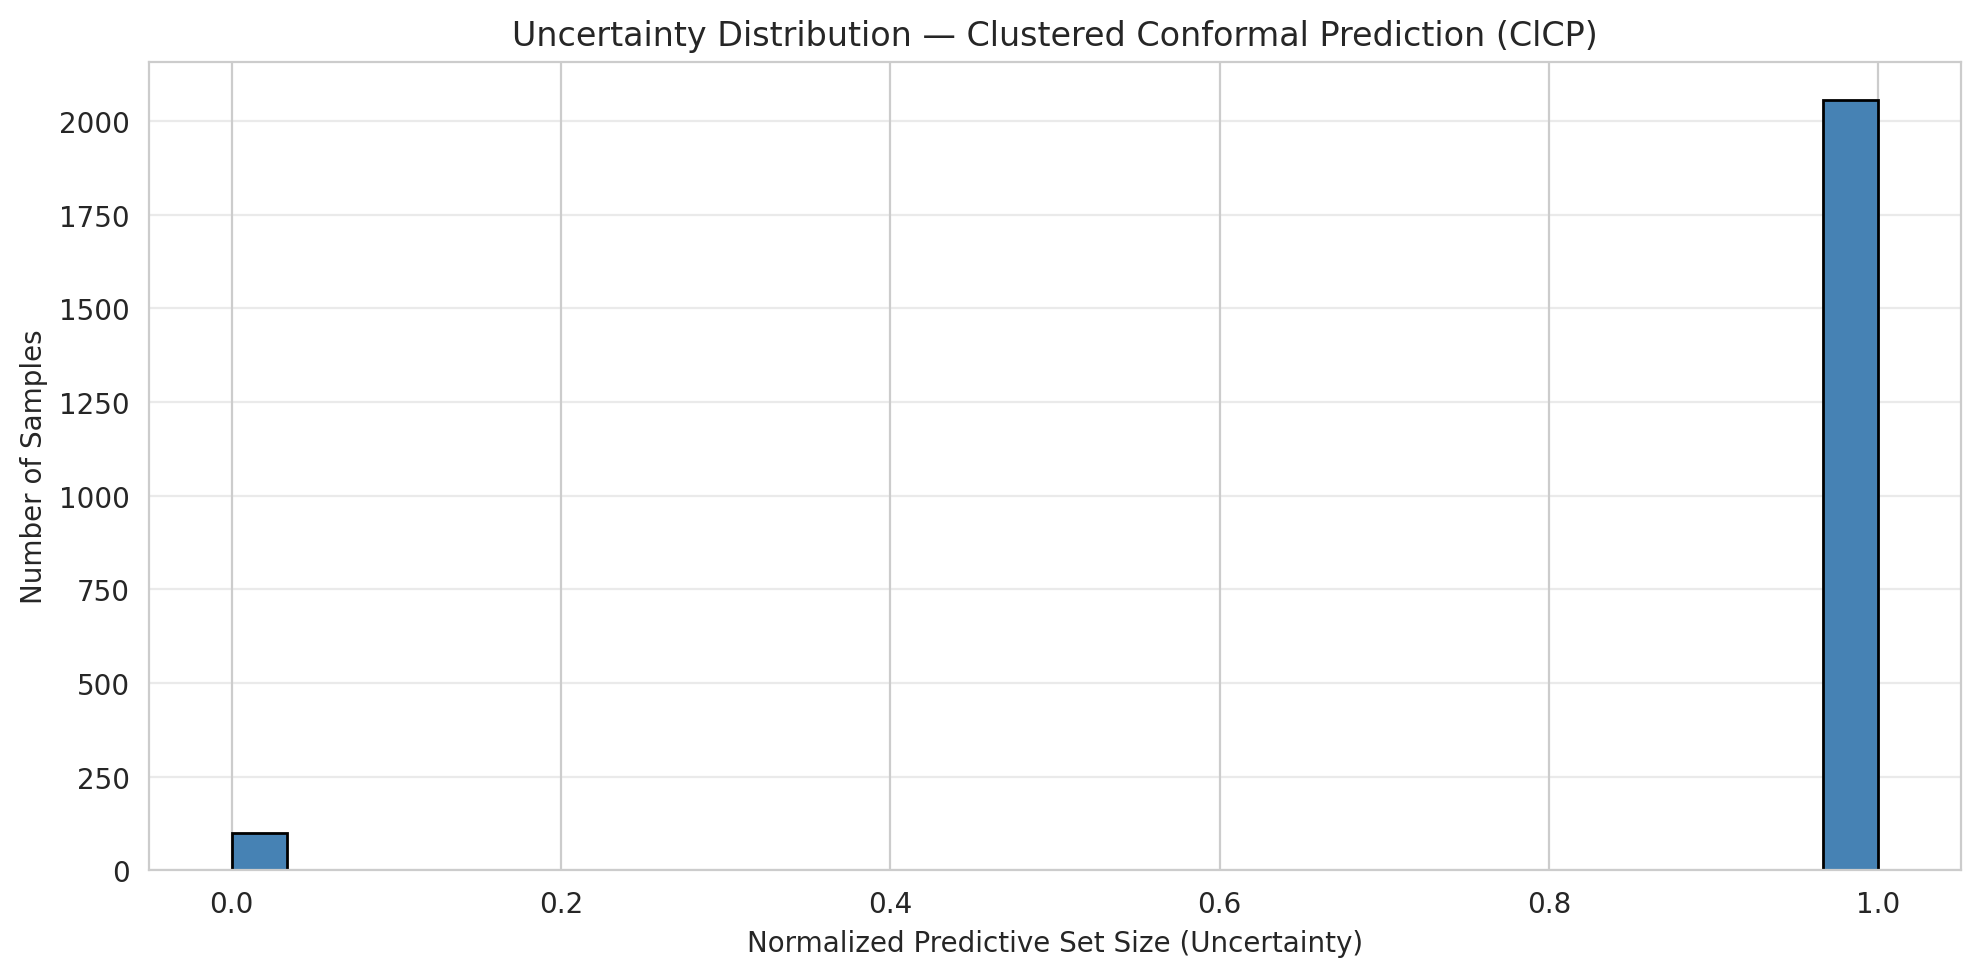 Uncertainty Distribution — Clustered Conformal Prediction (ClCP)
2000
1750
1500
1250
1000
750
500
250
0
Number of Samples
0.0 0.2 0.4 0.6 0.8 1.0
Normalized Predictive Set Size (Uncertainty)